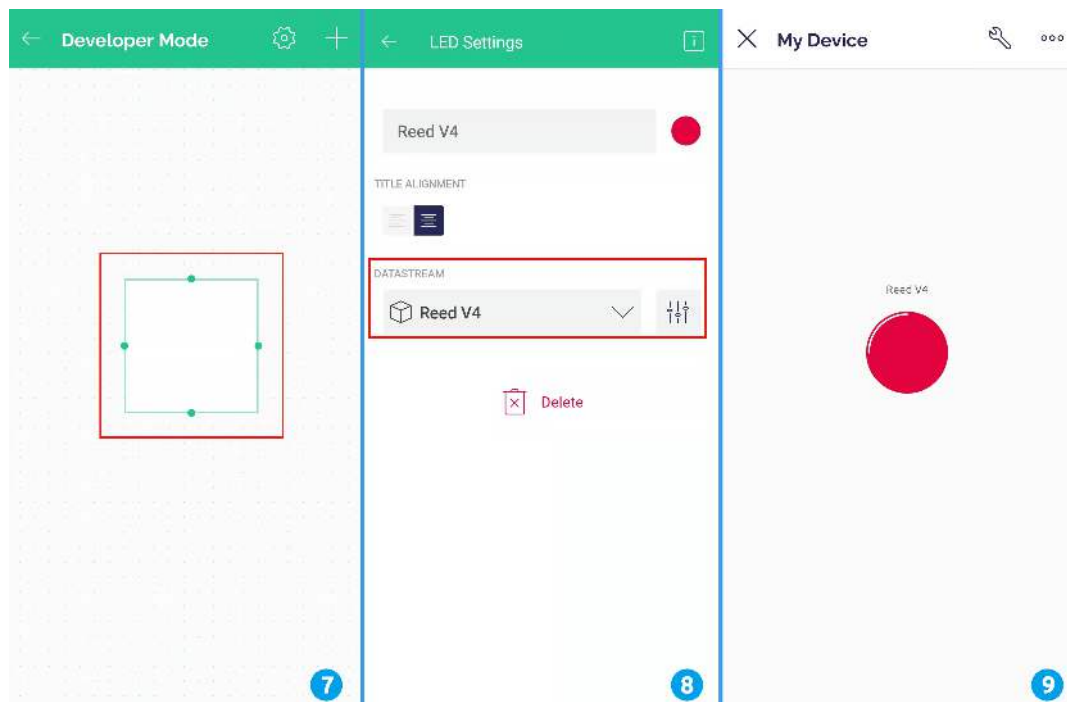 Developer Mode
7
LED Settings
Reed V4
TITLE ALIGNMENT
DATASTREAM
Reed V4
Delete
8
My Device
Reed V4
9